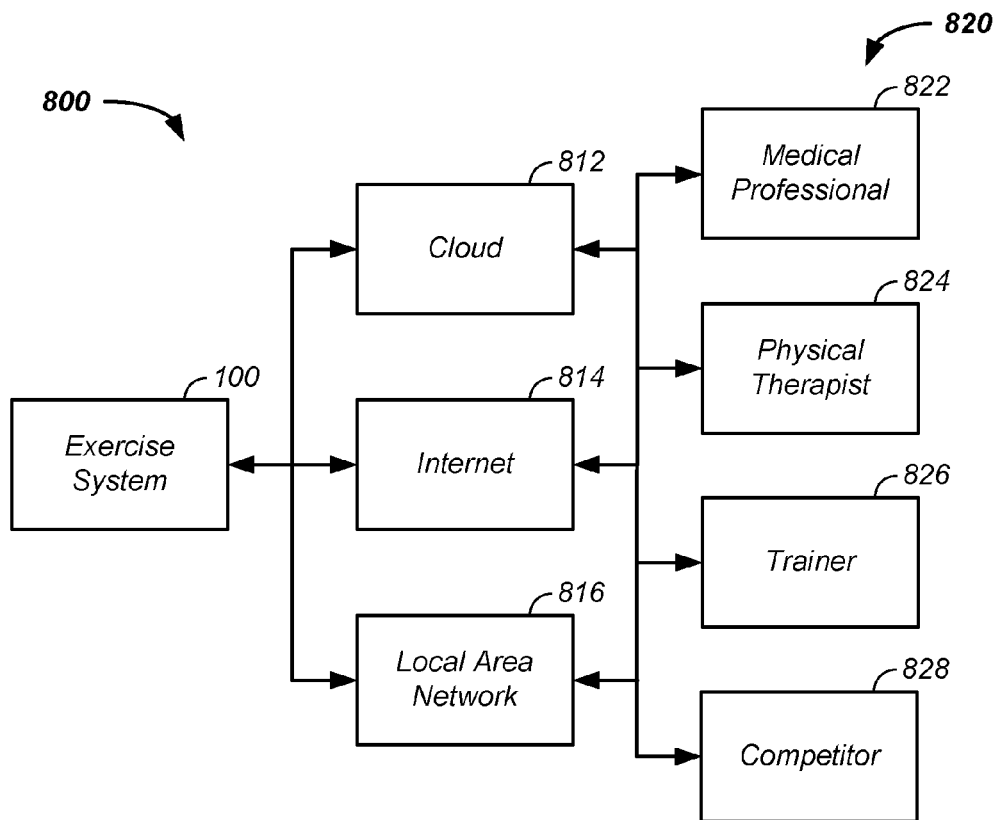 820
800
822
Medical
Professional
812
Cloud
824
Physical
Therapist
100
Exercise
System
814
Internet
826
Trainer
816
Local Area
Network
828
Competitor